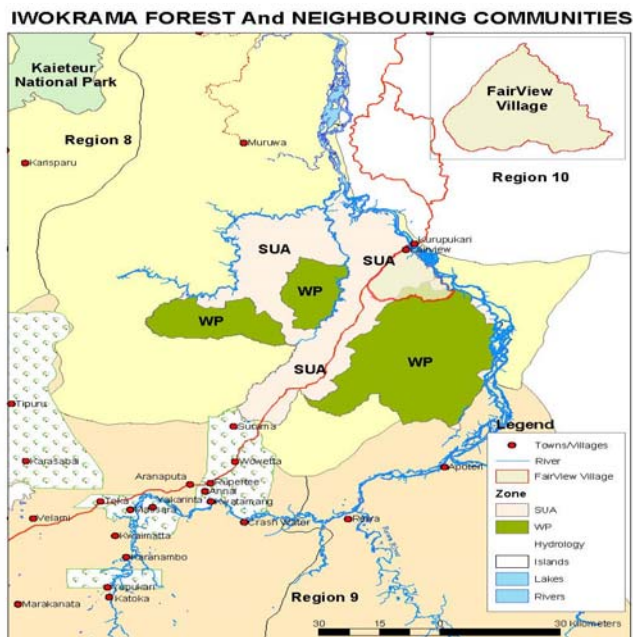 IWOKRAMA FOREST And NEIGHBOURING COMMUNITIES
Kaieteur
National Park
FairView
Village
Region 8
Muruwa
Karisparu
Region 10
Kurupukari
Fairview
SUA
SUA
WP
WP
SUA
WP
Tipuru
Surama
Legend
Karasabai
Wowetta
Towns/Villages
River
Apoteri
Aranaputa
Rupertee
FairView Village
Annai
Zone
Toka
Yakarinta
Kwatamang
SUA
Massara
Velami
Crash Water
Rewa
WP
Kwaimatta
Hydrology
Karanambo
Islands
Lakes
Yupukari
Rivers
Katoka
Region 9
Marakanata
30
0
30 Kilometers